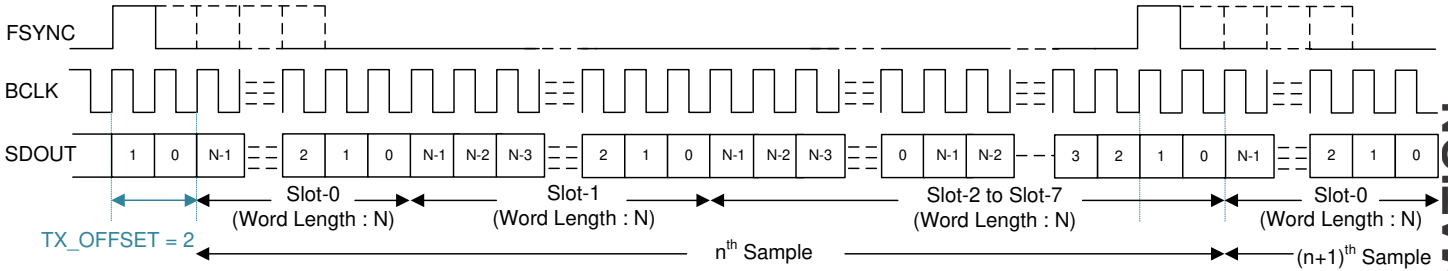 FSYNC
BCLK
SDOUT 1 0 N-1 2 1 0 N-1 N-2 N-3 2 1 0 N-1 N-2 N-3 0 N-1 N-2 3 2 1 0 N-1 2 1 0
Slot-0 Slot-1 Slot-2 to Slot-7 Slot-0
(Word Length : N) (Word Length : N) (Word Length : N) (Word Length : N)
TX_OFFSET = 2 nth Sample (n+1)th Sample